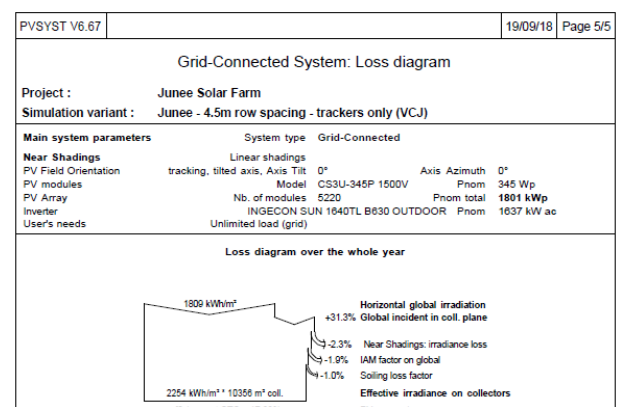 PVSYST V6.67 19/09/18 Page 5/5
Grid-Connected System: Loss diagram
Project : Junee Solar Farm
Simulation variant : Junee - 4.5m row spacing - trackers only (VCJ)
Main system parameters System type Grid-Connected
Near Shadings Linear shadings
PV Field Orientation tracking, tilted axis, Axis Tilt 0° Axis Azimuth 0°
PV modules Model CS3U-345P 1500V Pnom 345 Wp
PV Array Nb. of modules 5220 Pnom total 1801 kWp
Inverter INGECON SUN 1640TL B630 OUTDOOR Pnom 1637 kW ac
User's needs Unlimited load (grid)
Loss diagram over the whole year
1809 kWh/m² Horizontal global irradiation
+31.3% Global incident in coll. plane
-2.3% Near Shadings: irradiance loss
-1.9% IAM factor on global
-1.0% Soiling loss factor
2254 kWh/m² * 10356 m² coll. Effective irradiance on collectors